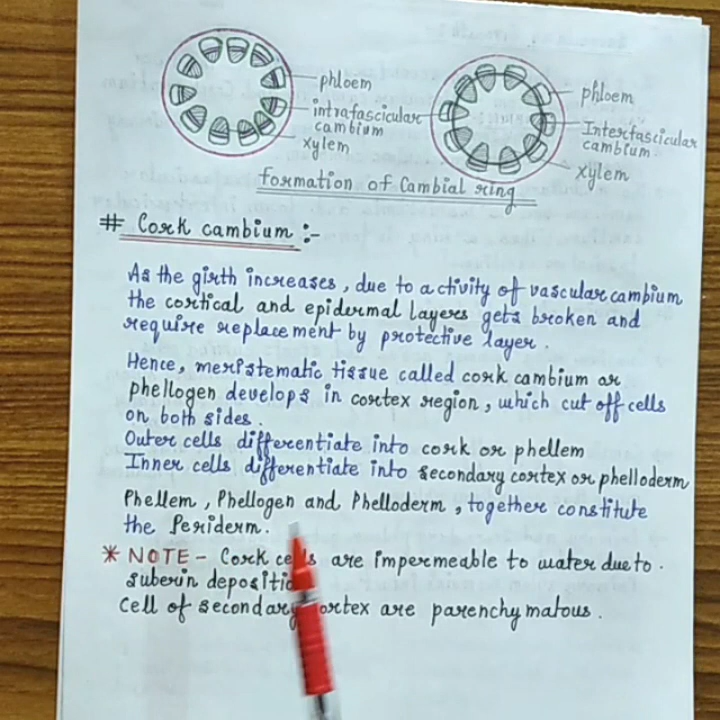 phloem
intrafascicular
cambium
xylem
phloem
Interfascicular
cambium
xylem
Formation of Cambial ring
# Cork cambium :-
As the girth increases, due to activity of vascular cambium
the cortical and epidermal layers gets broken and
require replacement by protective layer.
Hence, meristematic tissue called cork cambium or
phellogen develops in cortex region, which cut off cells
on both sides.
Outer cells differentiate into cork or phellem
Inner cells differentiate into secondary cortex or phelloderm
Phellem, Phellogen and Phelloderm, together constitute
the Periderm.
* NOTE - Cork cells are impermeable to water due to.
suberin
Cell of secondary cortex are parenchymatous.